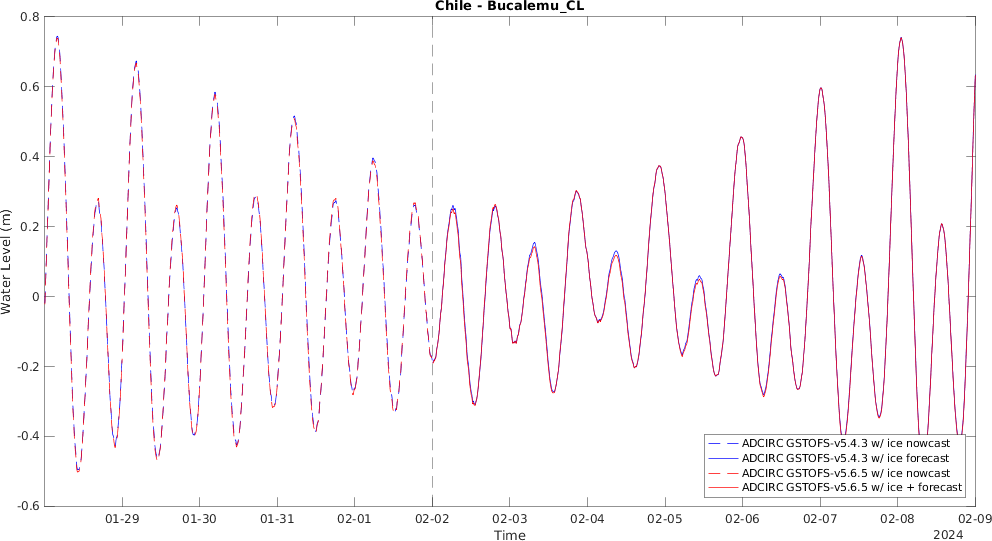 Chile - Bucalemu_CL
Water Level (m)
0.8
0.6
0.4
0.2
0
-0.2
-0.4
-0.6
ADCIRC GSTOFS-v5.4.3 w/ ice nowcast
ADCIRC GSTOFS-v5.4.3 w/ ice forecast
ADCIRC GSTOFS-v5.6.5 w/ ice nowcast
ADCIRC GSTOFS-v5.6.5 w/ ice + forecast
01-29 01-30 01-31 02-01 02-02 02-03 02-04 02-05 02-06 02-07 02-08 02-09
Time
2024